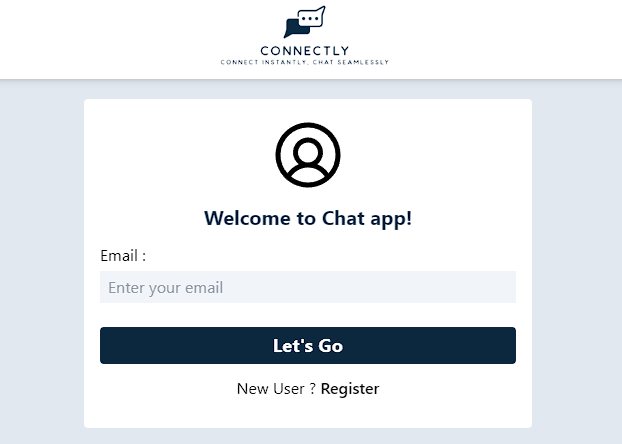 CONNECTLY
CONNECT INSTANTLY, CHAT SEAMLESSLY
Welcome to Chat app!
Email :
Enter your email
Let's Go
New User ? Register